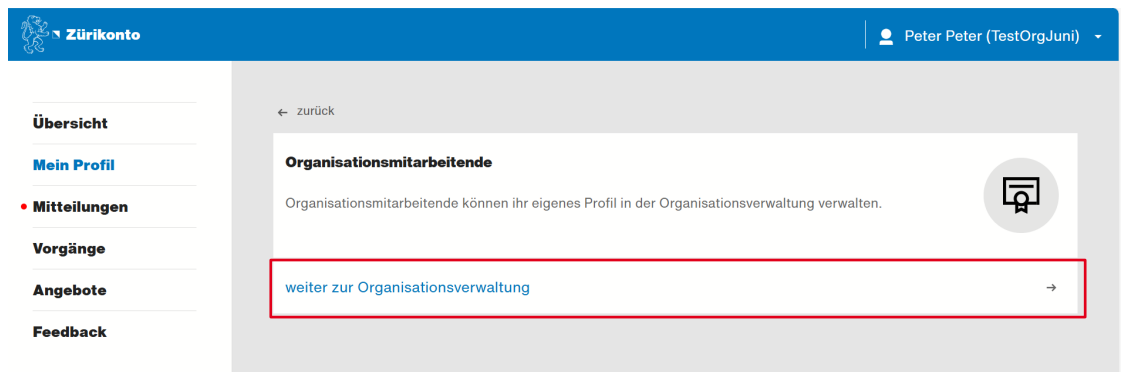 Zürikonto
Peter Peter (TestOrgJuni)
Übersicht
Mein Profil
Mitteilungen
Vorgänge
Angebote
Feedback
← zurück
Organisationsmitarbeitende
Organisationsmitarbeitende können ihr eigenes Profil in der Organisationsverwaltung verwalten.
weiter zur Organisationsverwaltung →